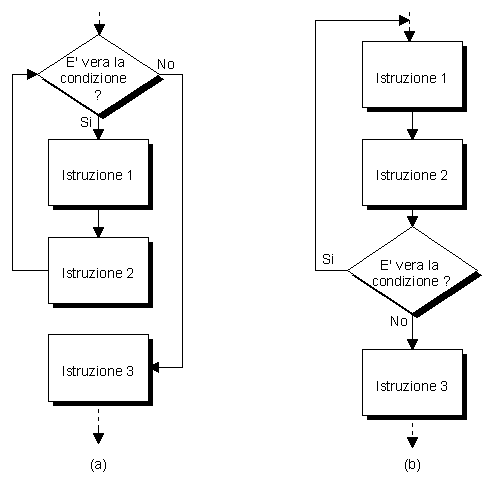 E' vera la
condizione
?
No
Si
Istruzione 1
Istruzione 2
Istruzione 3
(a)
Istruzione 1
Istruzione 2
E' vera la
condizione ?
Si
No
Istruzione 3
(b)